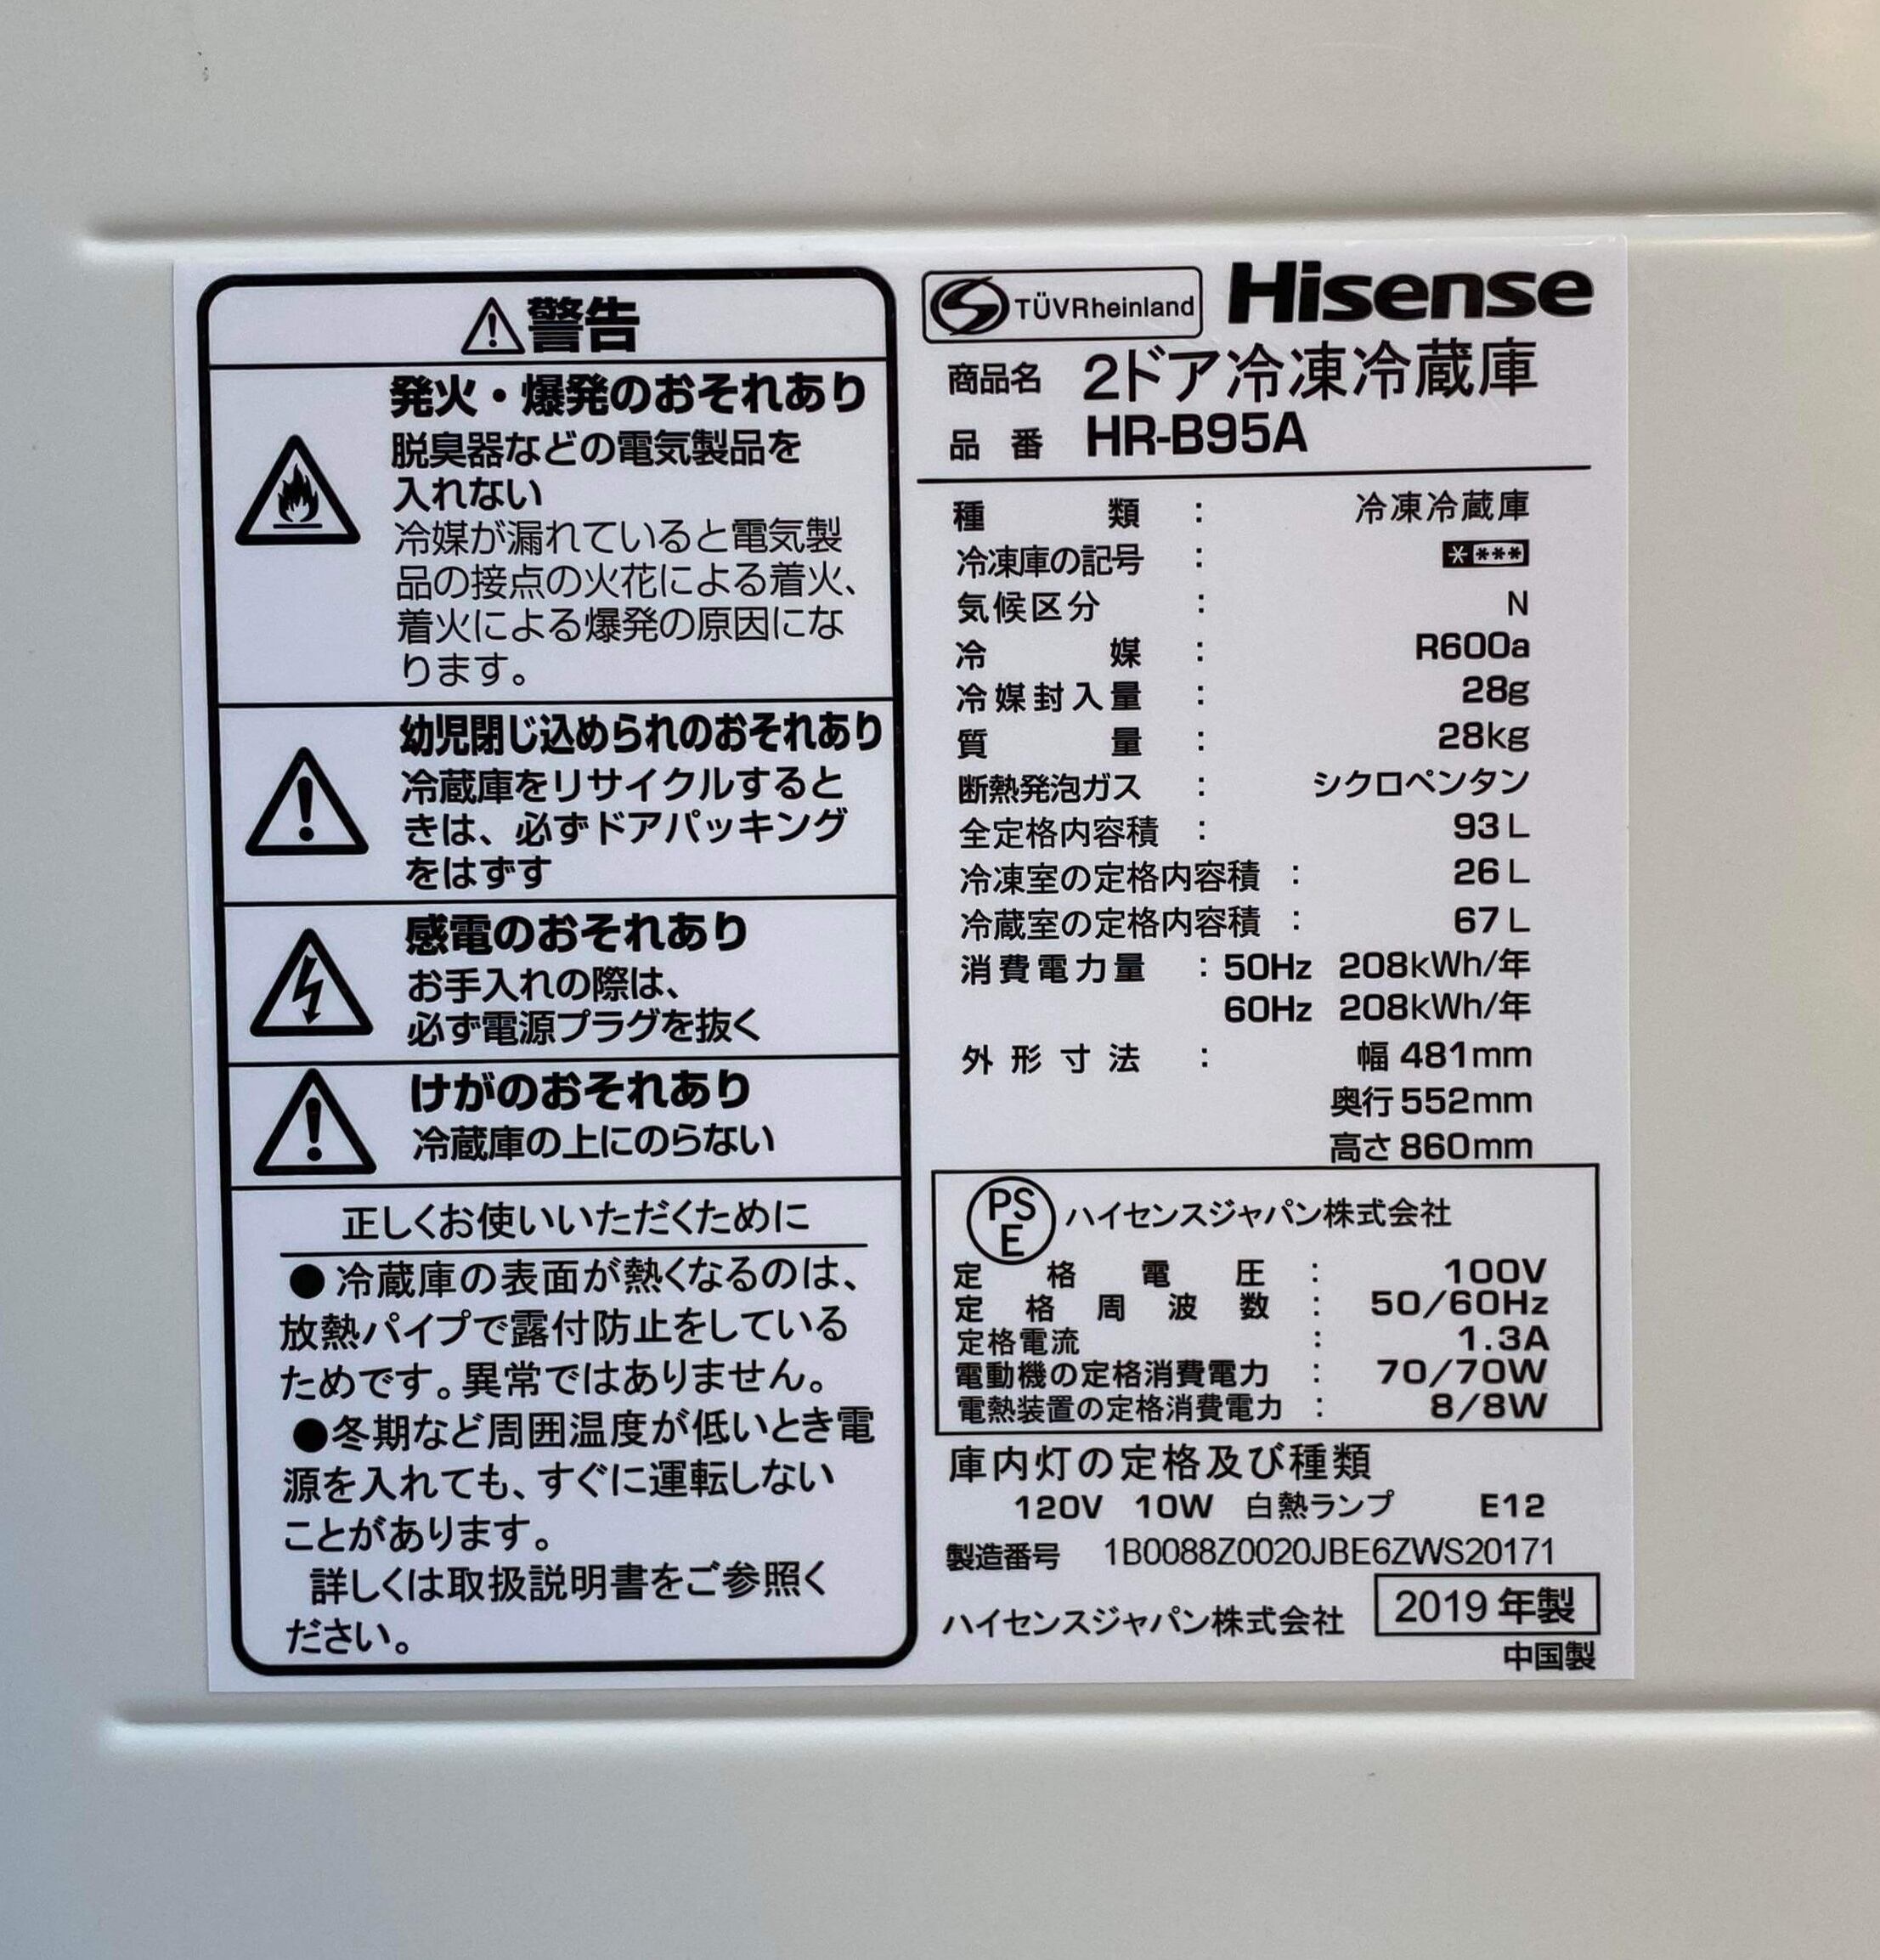 ⚠警告
発火・爆発のおそれあり
脱臭器などの電気製品を
入れない
冷媒が漏れていると電気製
品の接点の火花による着火、
着火による爆発の原因にな
ります。
幼児閉じ込められのおそれあり
冷蔵庫をリサイクルすると
きは、必ずドアパッキング
をはずす
感電のおそれあり
お手入れの際は、
必ず電源プラグを抜く
けがのおそれあり
冷蔵庫の上にのらない
正しくお使いいただくために
●冷蔵庫の表面が熱くなるのは、
放熱パイプで露付防止をしている
ためです。異常ではありません。
●冬期など周囲温度が低いとき電
源を入れても、すぐに運転しない
ことがあります。
詳しくは取扱説明書をご参照く
ださい。
TÜVRheinland Hisense
商品名 2ドア冷凍冷蔵庫
品番 HR-B95A
種類 : 冷凍冷蔵庫
冷凍庫の記号 : * ***
気候区分 : N
冷媒 : R600a
冷媒封入量 : 28g
質量 : 28kg
断熱発泡ガス : シクロペンタン
全定格内容積 : 93L
冷凍室の定格内容積 : 26L
冷蔵室の定格内容積 : 67L
消費電力量 : 50Hz 208kWh/年
60Hz 208kWh/年
外形寸法 : 幅 481mm
奥行 552mm
高さ 860mm
PSE ハイセンスジャパン株式会社
定格電圧 : 100V
定格周波数 : 50/60Hz
定格電流 : 1.3A
電動機の定格消費電力 : 70/70W
電熱装置の定格消費電力 : 8/8W
庫内灯の定格及び種類
120V 10W 白熱ランプ E12
製造番号 1B0088Z0020JBE6ZWS20171
ハイセンスジャパン株式会社 2019年製
中国製